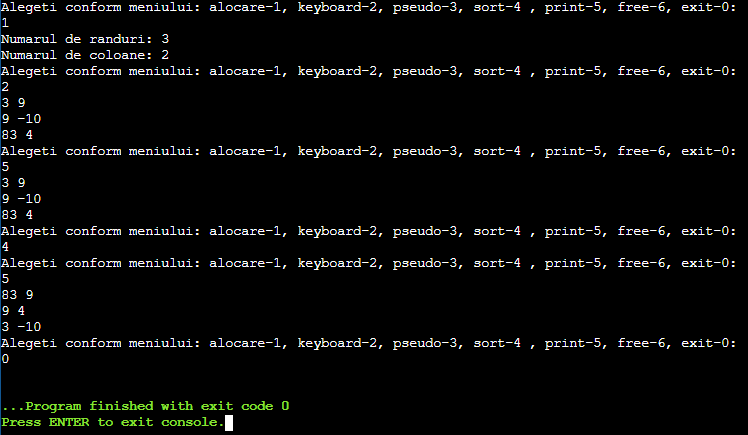 Alegeti conform meniului: alocare-1, keyboard-2, pseudo-3, sort-4 , print-5, free-6, exit-0:
1
Numarul de randuri: 3
Numarul de coloane: 2
Alegeti conform meniului: alocare-1, keyboard-2, pseudo-3, sort-4 , print-5, free-6, exit-0:
2
3 9
9 -10
83 4
Alegeti conform meniului: alocare-1, keyboard-2, pseudo-3, sort-4 , print-5, free-6, exit-0:
5
3 9
9 -10
83 4
Alegeti conform meniului: alocare-1, keyboard-2, pseudo-3, sort-4 , print-5, free-6, exit-0:
4
Alegeti conform meniului: alocare-1, keyboard-2, pseudo-3, sort-4 , print-5, free-6, exit-0:
5
83 9
9 4
3 -10
Alegeti conform meniului: alocare-1, keyboard-2, pseudo-3, sort-4 , print-5, free-6, exit-0:
0
...Program finished with exit code 0
Press ENTER to exit console.